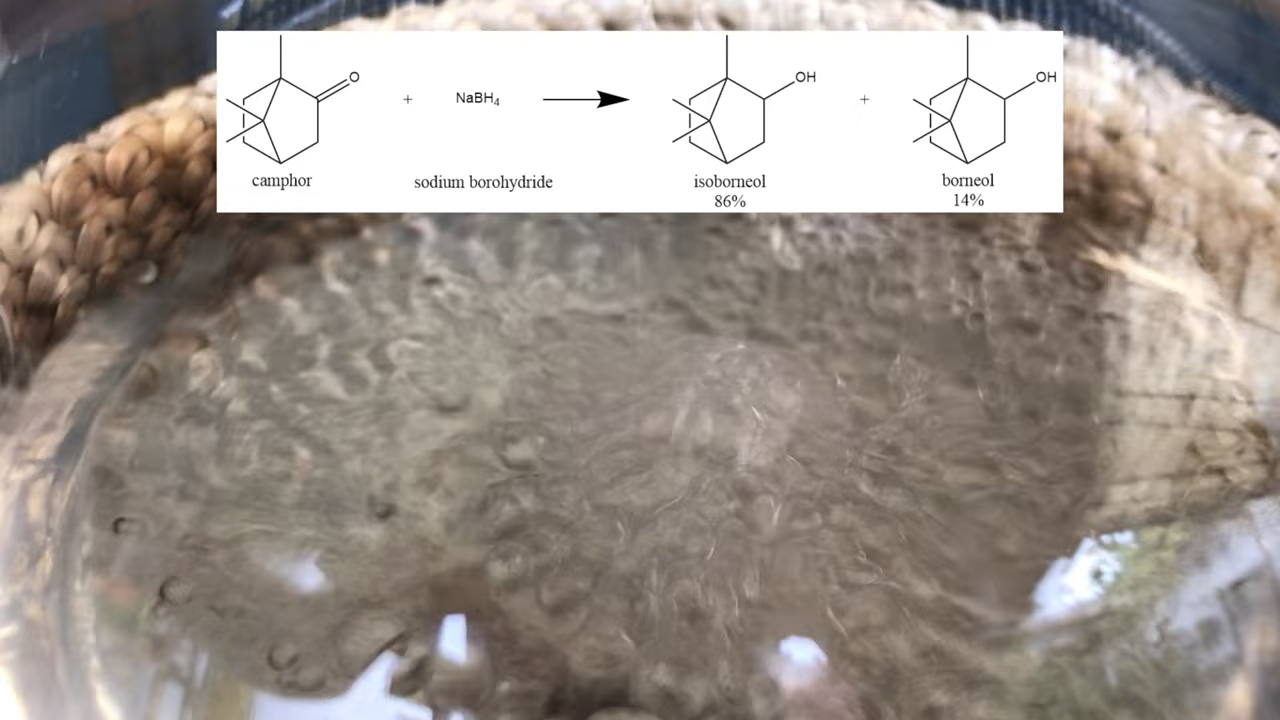 O
OH
OH
+ NaBH₄ +
camphor sodium borohydride isoborneol borneol
86% 14%